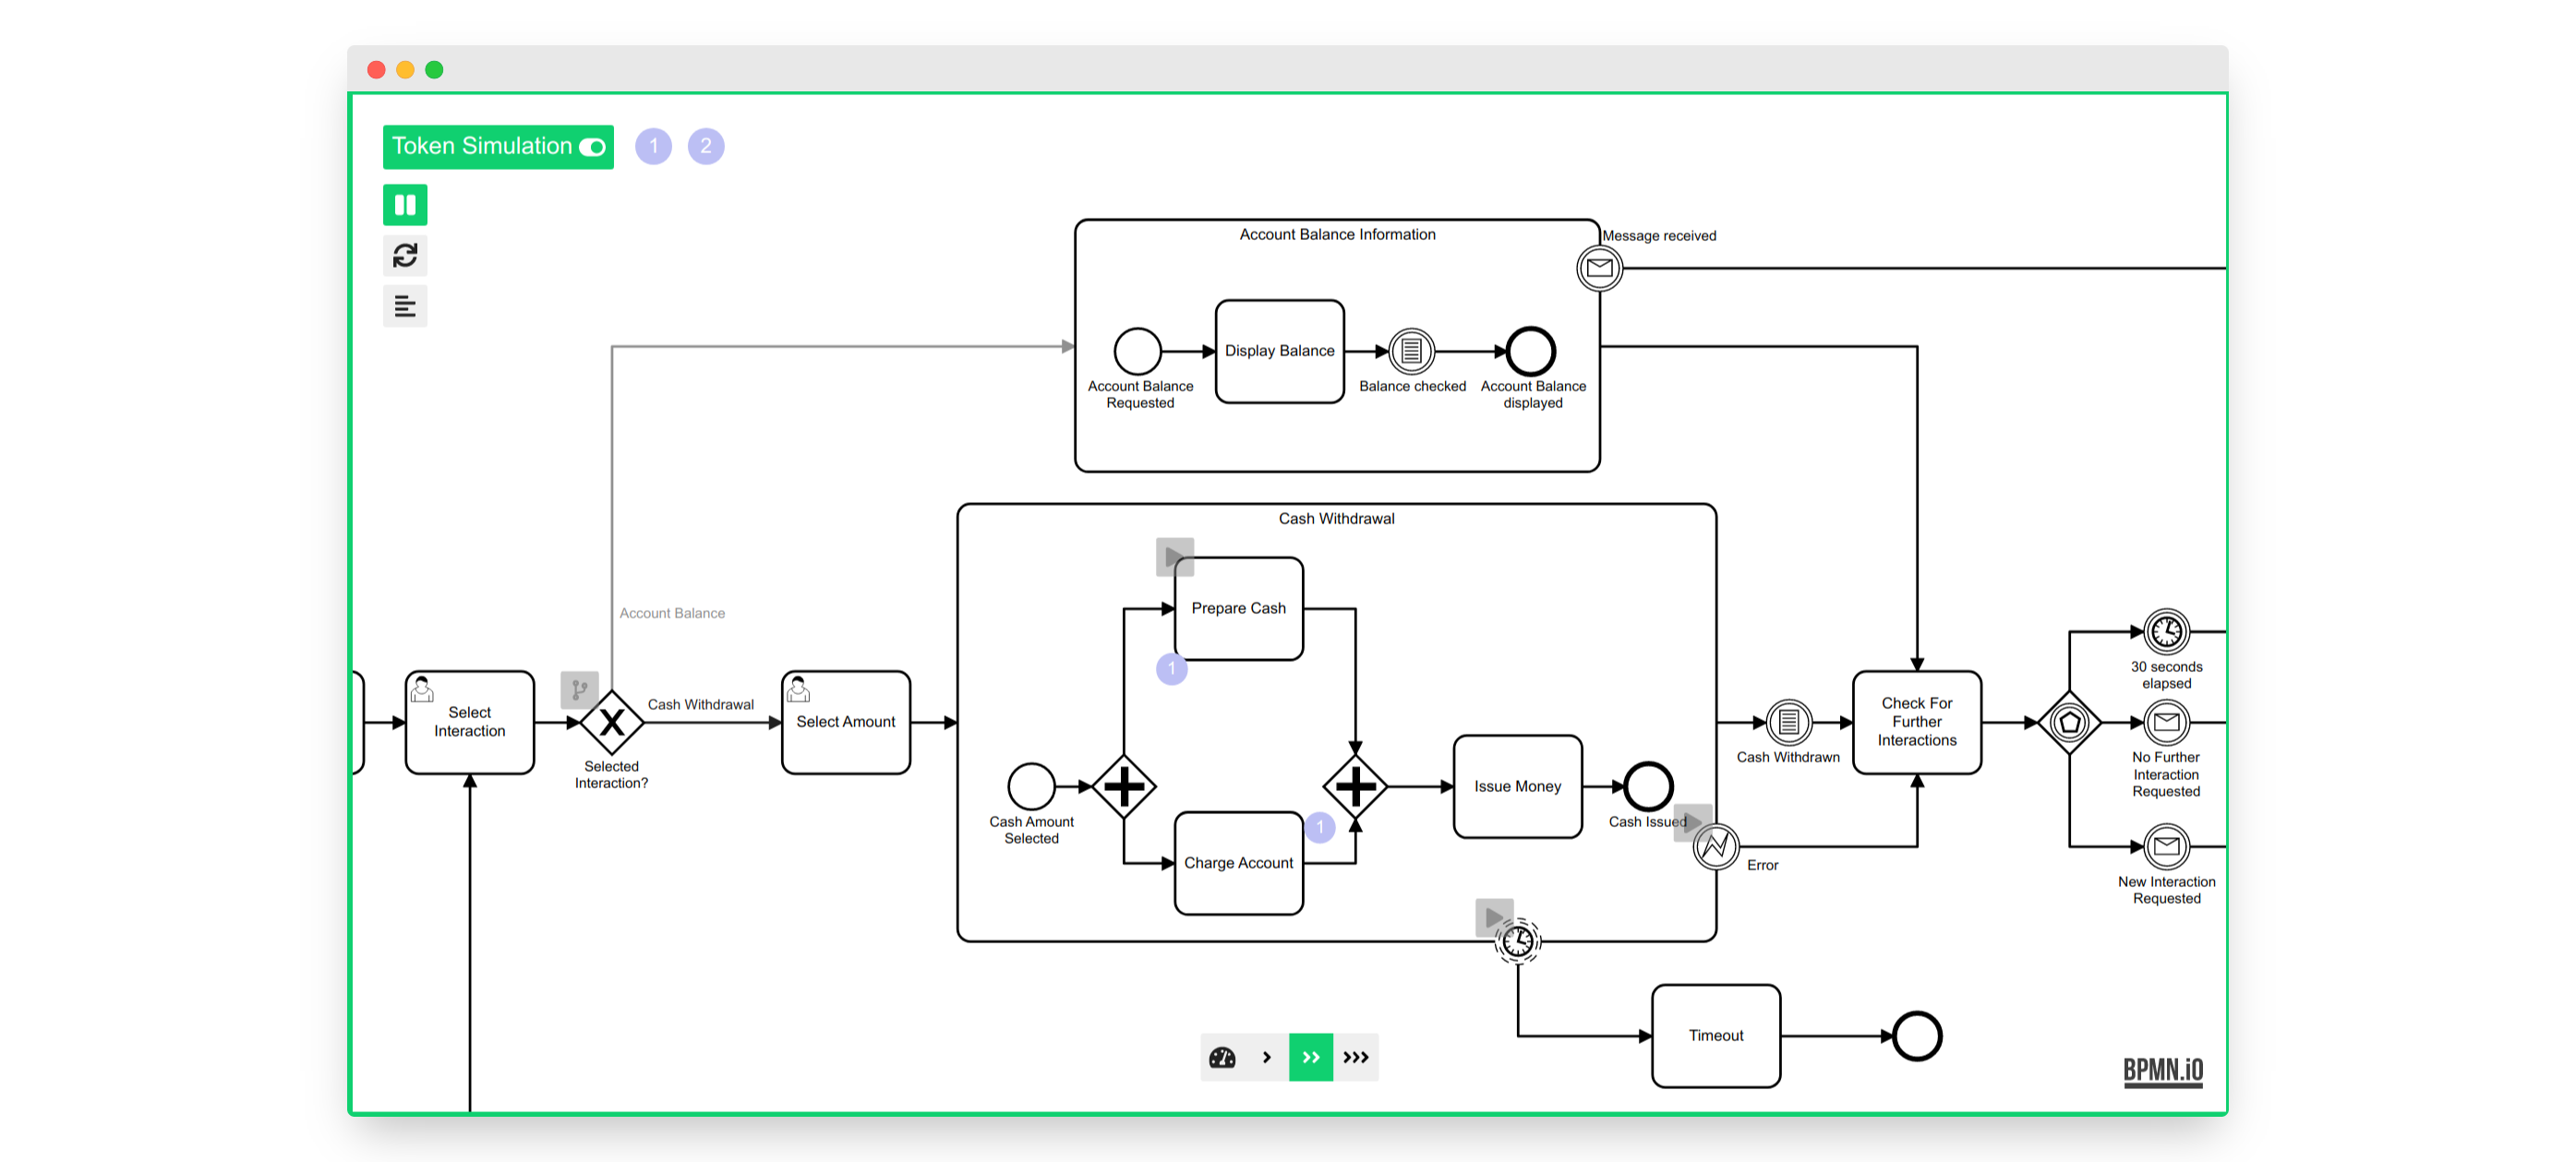 Token Simulation
1
2
Account Balance Information
Message received
Display Balance
Account Balance
Requested
Balance checked
Account Balance
displayed
Cash Withdrawal
Prepare Cash
1
Account Balance
Select
Interaction
Cash Withdrawal
Selected
Interaction?
Select Amount
Cash Amount
Selected
Charge Account
1
Issue Money
Cash Issued
Error
Cash Withdrawn
Check For
Further
Interactions
30 seconds
elapsed
No Further
Interaction
Requested
New Interaction
Requested
Timeout
BPMN.iO